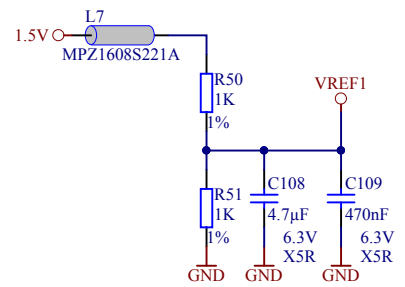 L7
1.5V
MPZ1608S221A
R50
1K
1%
VREF1
R51
1K
1%
C108
4.7µF
6.3V
X5R
C109
470nF
6.3V
X5R
GND
GND
GND